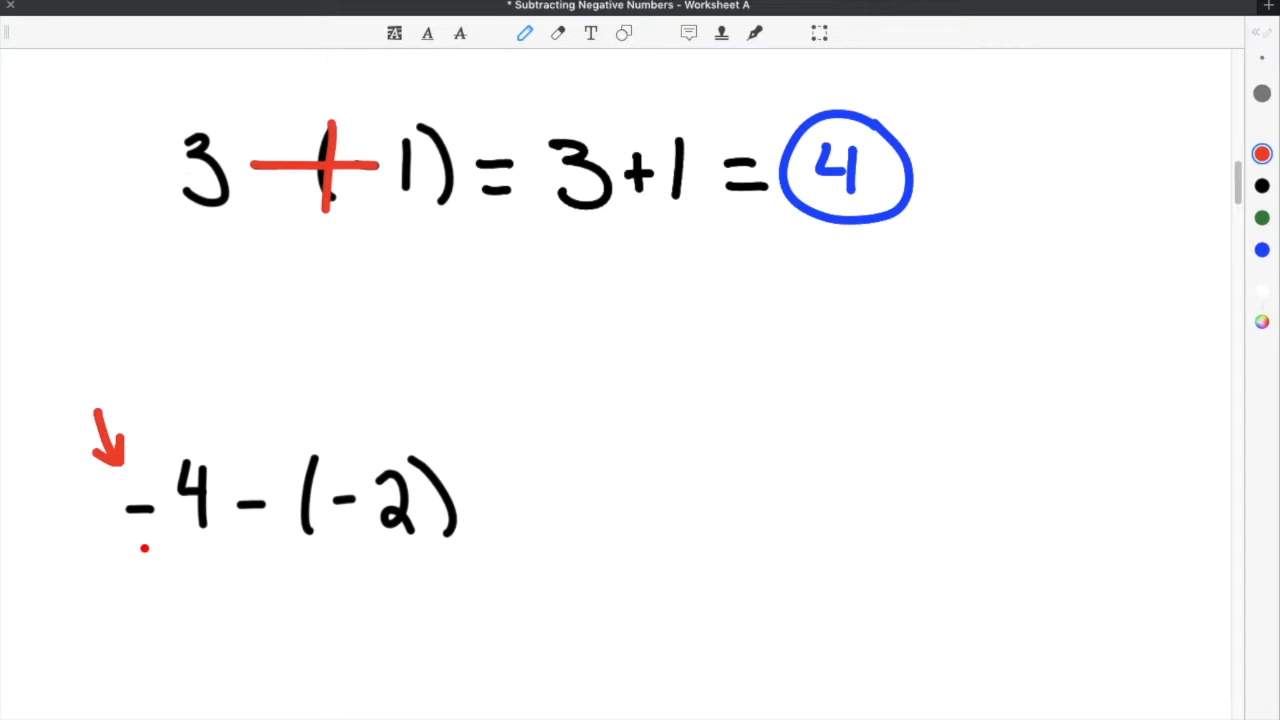 * Subtracting Negative Numbers - Worksheet A
3 -(- 1) = 3+1 = 4
- 4 - (- 2)